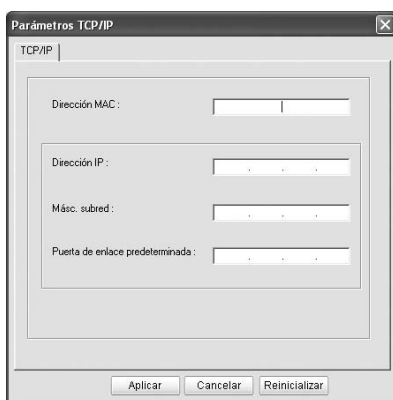 Parámetros TCP/IP
TCP/IP
Dirección MAC :
Dirección IP :
. . .
Másc. subred :
. . .
Puerta de enlace predeterminada :
. . .
Aplicar Cancelar Reinicializar